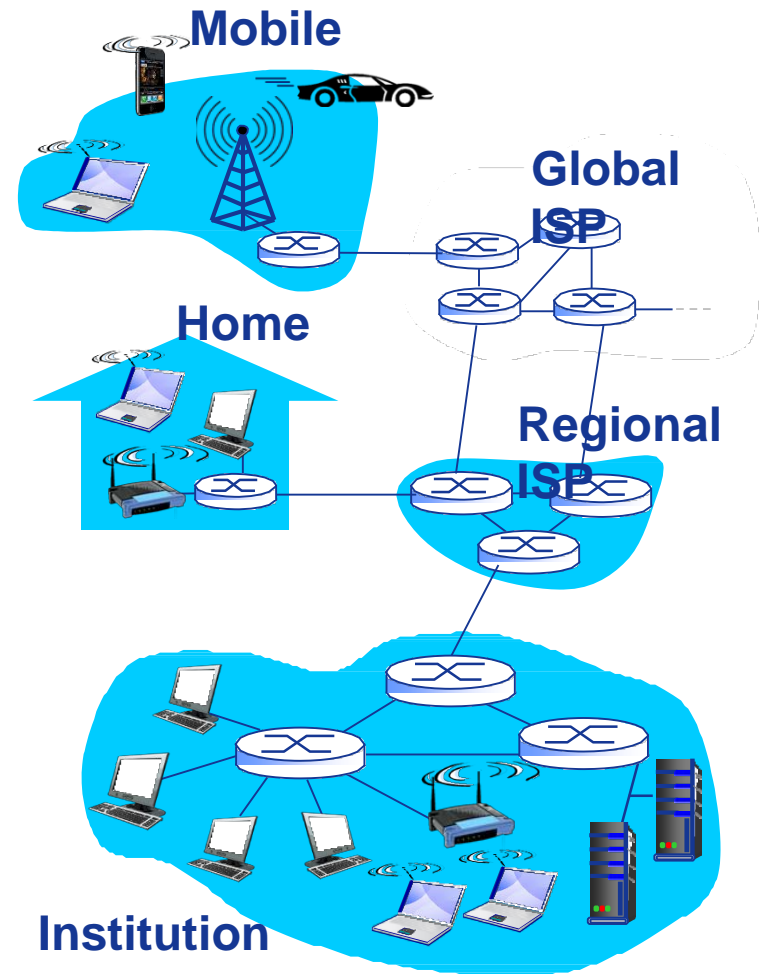 Mobile
Global
ISP
Home
Regional
ISP
Institution